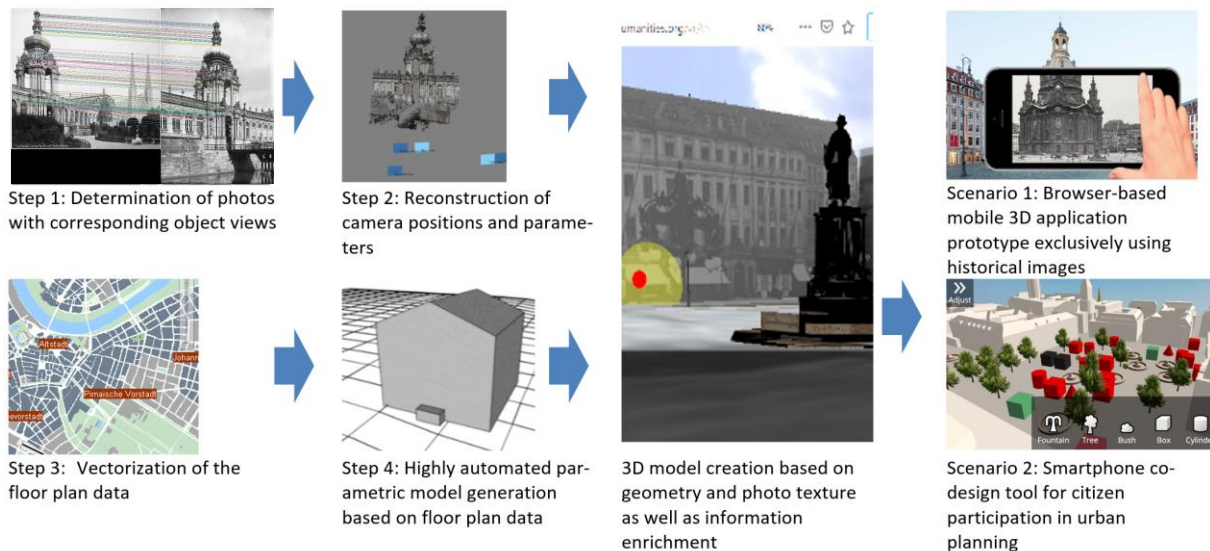 Step 1: Determination of photos
with corresponding object views
Step 2: Reconstruction of
camera positions and parame-
ters
Altstadt
Johann
Pirnaische Vorstadt
evorstadt
Step 3:  Vectorization of the
floor plan data
Step 4: Highly automated par-
ametric model generation
based on floor plan data
3D model creation based on
geometry and photo texture
as well as information
enrichment
Scenario 1: Browser-based
mobile 3D application
prototype exclusively using
historical images
Adjust
Fountain Tree Bush Box Cylinde
Scenario 2: Smartphone co-
design tool for citizen
participation in urban
planning